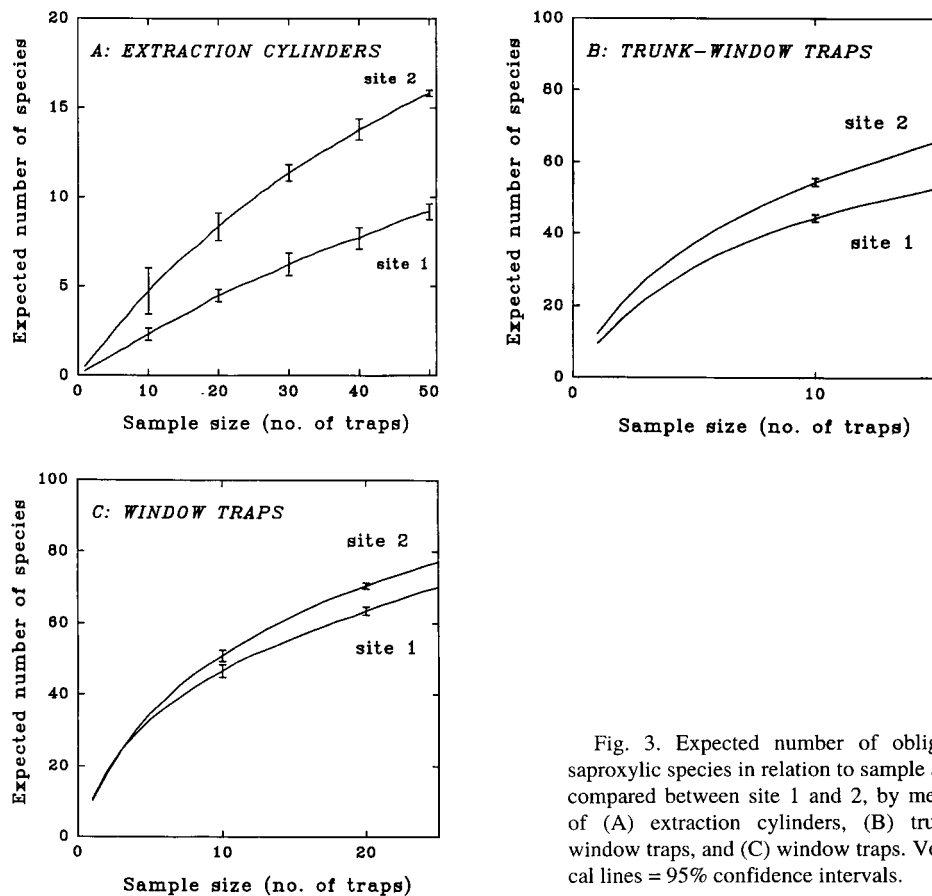 A: EXTRACTION CYLINDERS
Expected number of species
20
15
10
5
0
site 2
site 1
0 10 20 30 40 50
Sample size (no. of traps)
B: TRUNK-WINDOW TRAPS
Expected number of species
100
80
60
40
20
0
site 2
site 1
0 10
Sample size (no. of traps)
C: WINDOW TRAPS
Expected number of species
100
80
60
40
20
0
site 2
site 1
0 10 20
Sample size (no. of traps)
Fig. 3. Expected number of oblig
saproxylic species in relation to sample
compared between site 1 and 2, by me
of (A) extraction cylinders, (B) tru
window traps, and (C) window traps. Ve
cal lines = 95% confidence intervals.